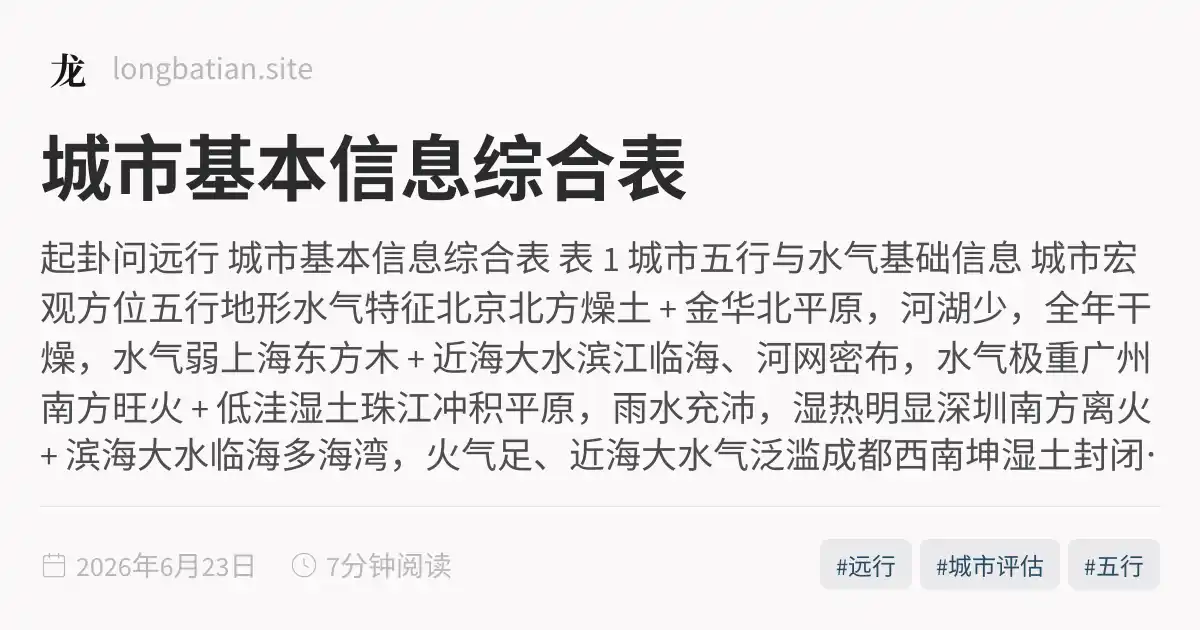 龙 longbatian.site
城市基本信息综合表
起卦问远行 城市基本信息综合表 表 1 城市五行与水气基础信息 城市宏
观方位五行地形水气特征北京北方燥土 + 金华北平原，河湖少，全年干
燥，水气弱上海东方木 + 近海大水滨江临海、河网密布，水气极重广州
南方旺火 + 低洼湿土珠江冲积平原，雨水充沛，湿热明显深圳南方离火
+ 滨海大水临海多海湾，火气足、近海大水气泛滥成都西南坤湿土封闭·
2026年6月23日 7分钟阅读 #远行 #城市评估 #五行